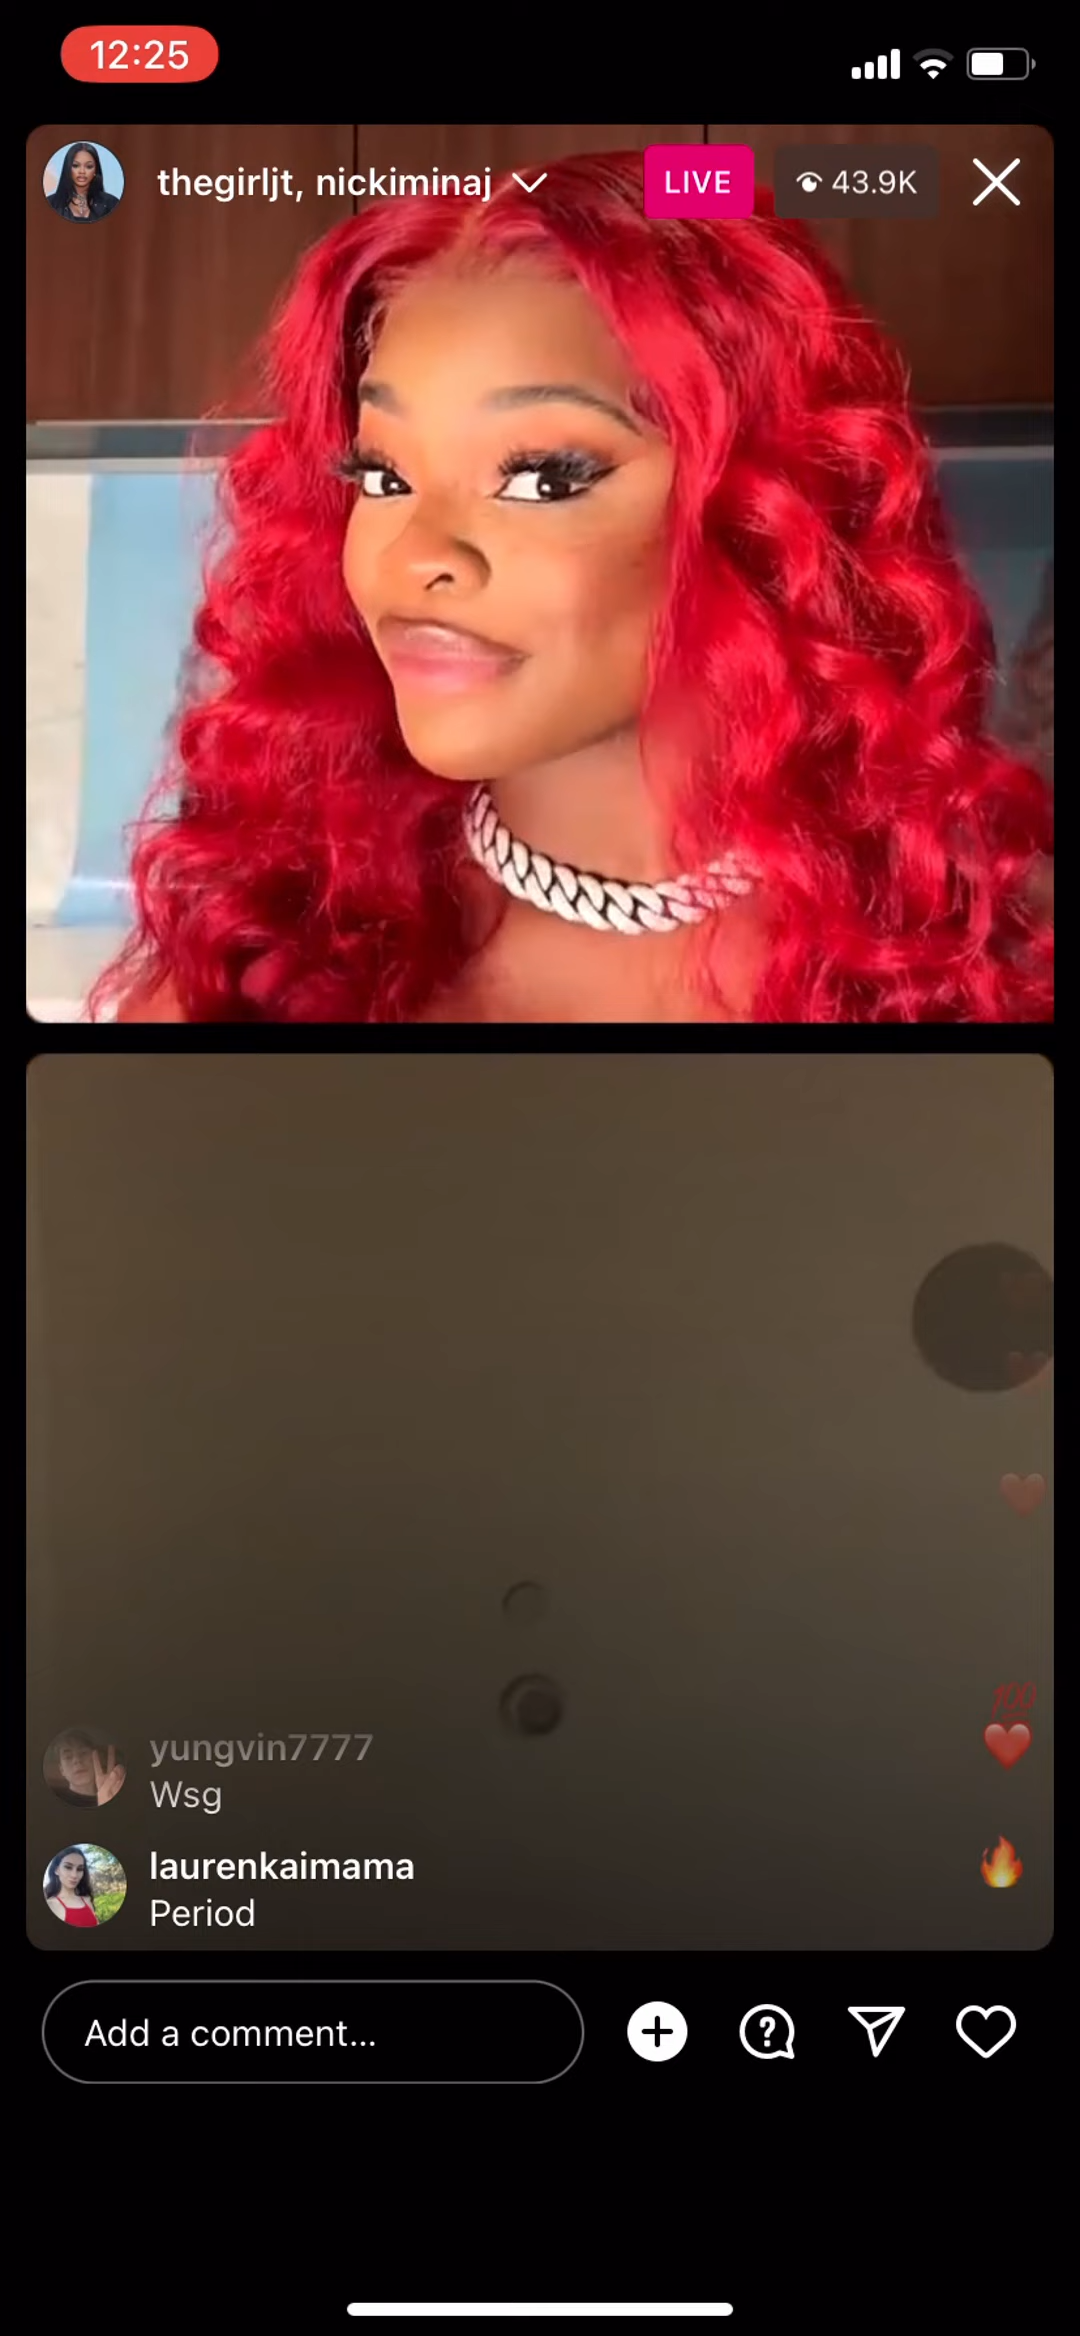 12:25
thegirljt, nickiminaj LIVE 43.9K
💯
yungvin7777
Wsg
laurenkaimama
Period
Add a comment...